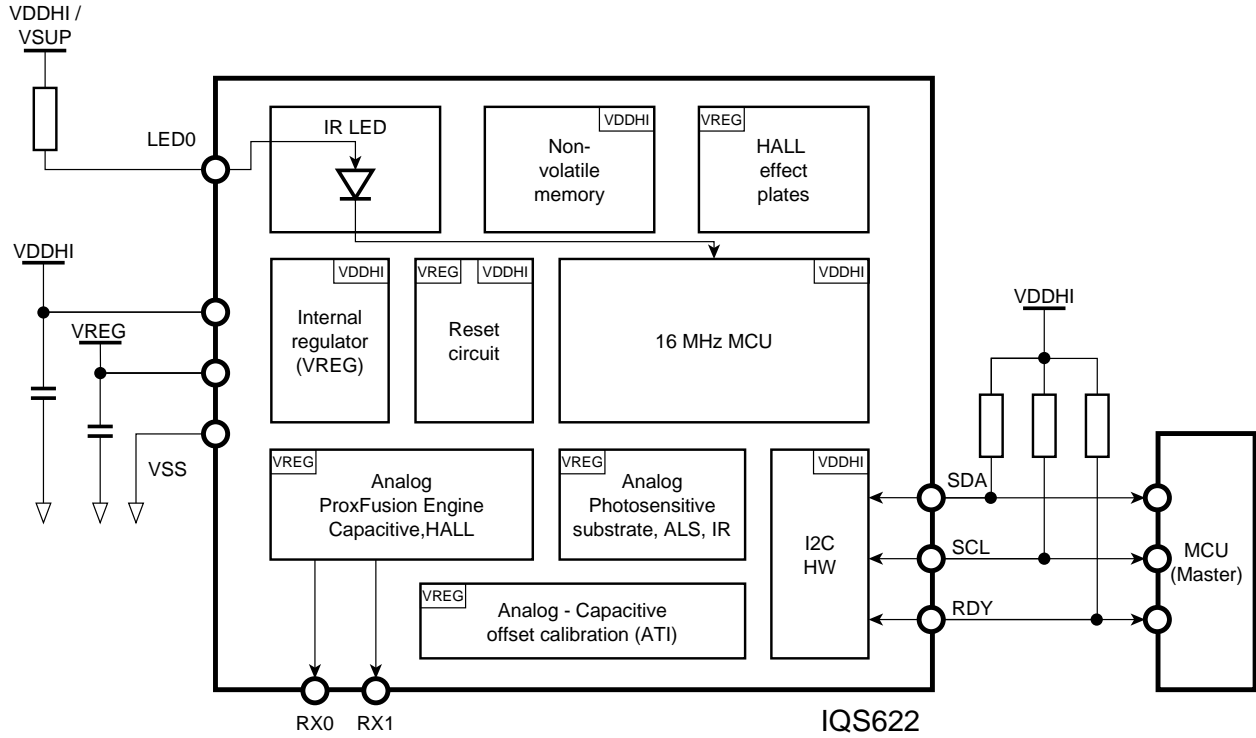 VDDHI /
VSUP
LED0
IR LED
VDDHI
Non-
volatile
memory
VREG
HALL
effect
plates
VDDHI
VREG
VSS
VDDHI
Internal
regulator
(VREG)
VREG
VDDHI
Reset
circuit
VDDHI
16 MHz MCU
VDDHI
VREG
Analog
ProxFusion Engine
Capacitive,HALL
VREG
Analog
Photosensitive
substrate, ALS, IR
VDDHI
I2C
HW
SDA
SCL
RDY
MCU
(Master)
VREG
Analog - Capacitive
offset calibration (ATI)
RX0
RX1
IQS622